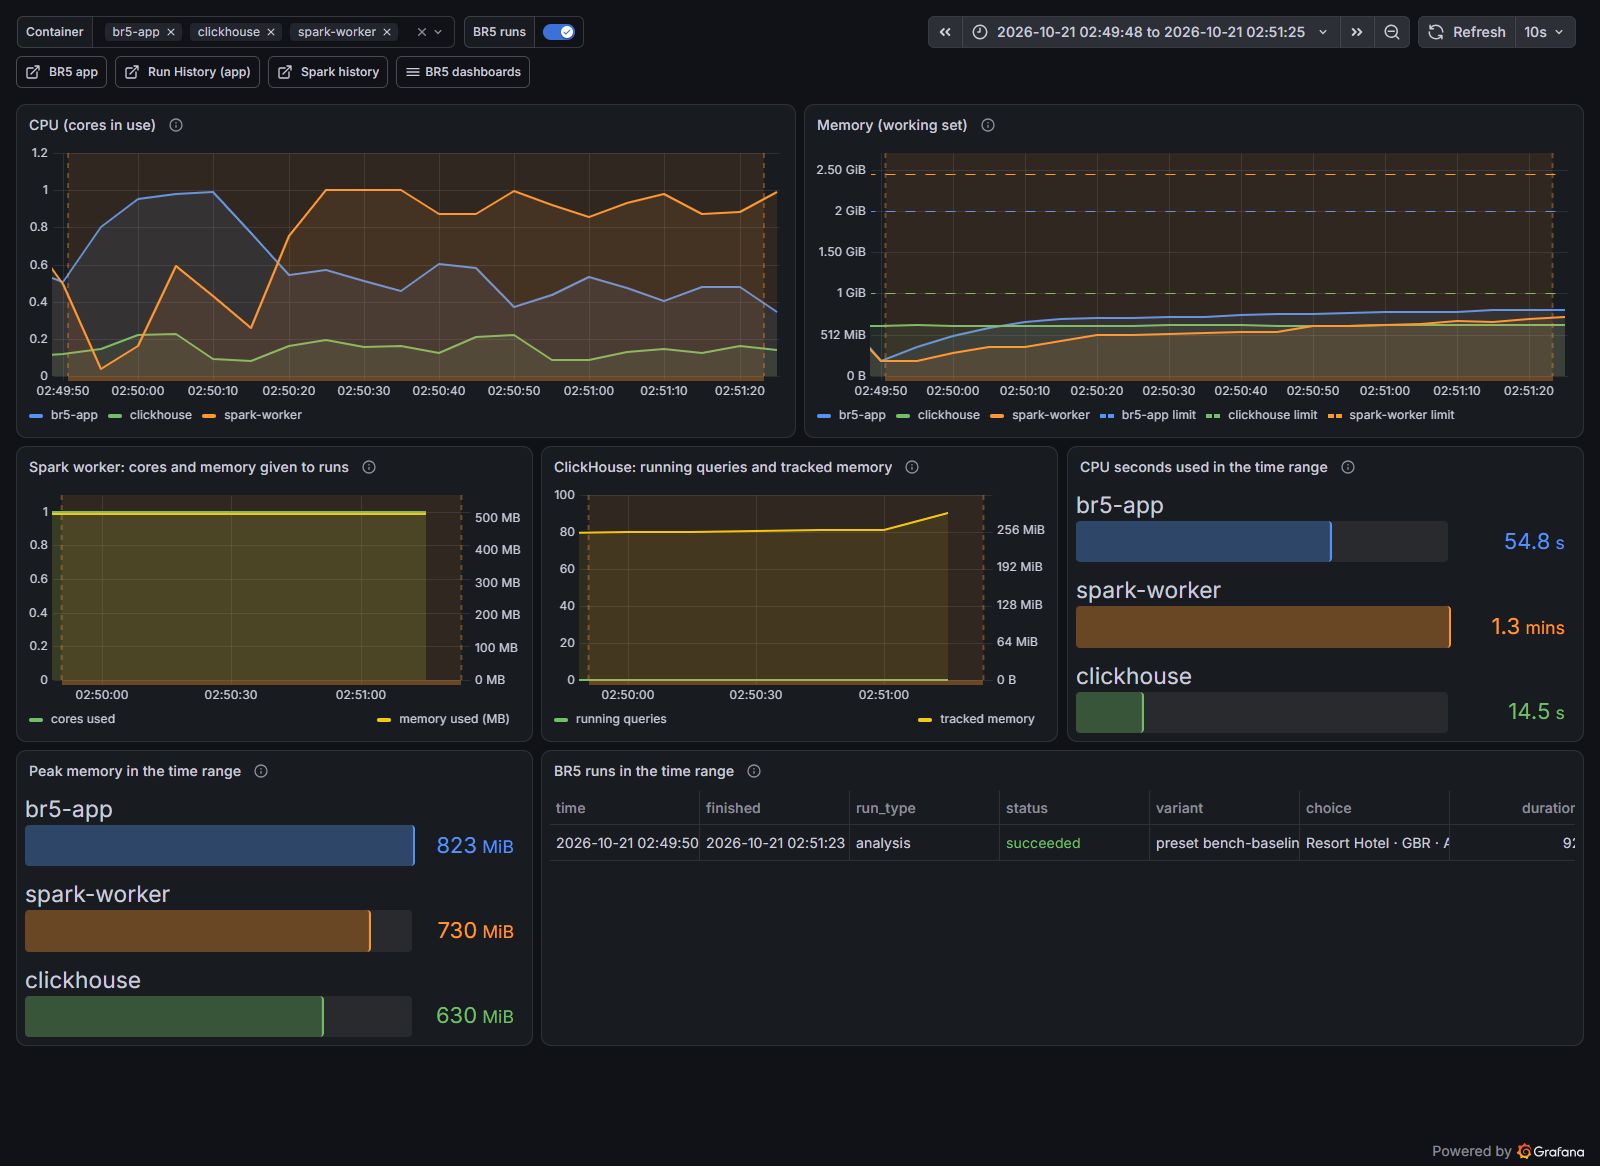 Container br5-app clickhouse spark-worker BR5 runs 2026-10-21 02:49:48 to 2026-10-21 02:51:25 Refresh 10s
BR5 app Run History (app) Spark history BR5 dashboards
CPU (cores in use)
1.2
1
0.8
0.6
0.4
0.2
0
02:49:50 02:50:00 02:50:10 02:50:20 02:50:30 02:50:40 02:50:50 02:51:00 02:51:10 02:51:20
br5-app clickhouse spark-worker
Memory (working set)
2.50 GiB
2 GiB
1.50 GiB
1 GiB
512 MiB
0 B
02:49:50 02:50:00 02:50:10 02:50:20 02:50:30 02:50:40 02:50:50 02:51:00 02:51:10 02:51:20
br5-app clickhouse spark-worker br5-app limit clickhouse limit spark-worker limit
Spark worker: cores and memory given to runs
1
0.8
0.6
0.4
0.2
0
500 MB
400 MB
300 MB
200 MB
100 MB
0 MB
02:50:00 02:50:30 02:51:00
cores used memory used (MB)
ClickHouse: running queries and tracked memory
100
80
60
40
20
0
256 MiB
192 MiB
128 MiB
64 MiB
0 B
02:50:00 02:50:30 02:51:00
running queries tracked memory
CPU seconds used in the time range
br5-app
54.8 s
spark-worker
1.3 mins
clickhouse
14.5 s
Peak memory in the time range
br5-app
823 MiB
spark-worker
730 MiB
clickhouse
630 MiB
BR5 runs in the time range
time finished run_type status variant choice duration
2026-10-21 02:49:50 2026-10-21 02:51:23 analysis succeeded preset bench-baselin Resort Hotel · GBR · A 92
Powered by Grafana